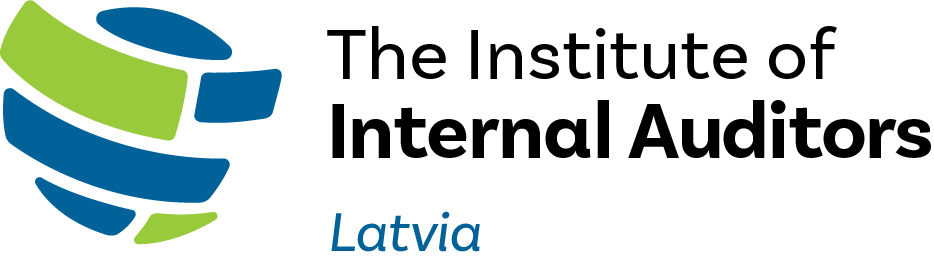 The Institute of
Internal Auditors
Latvia